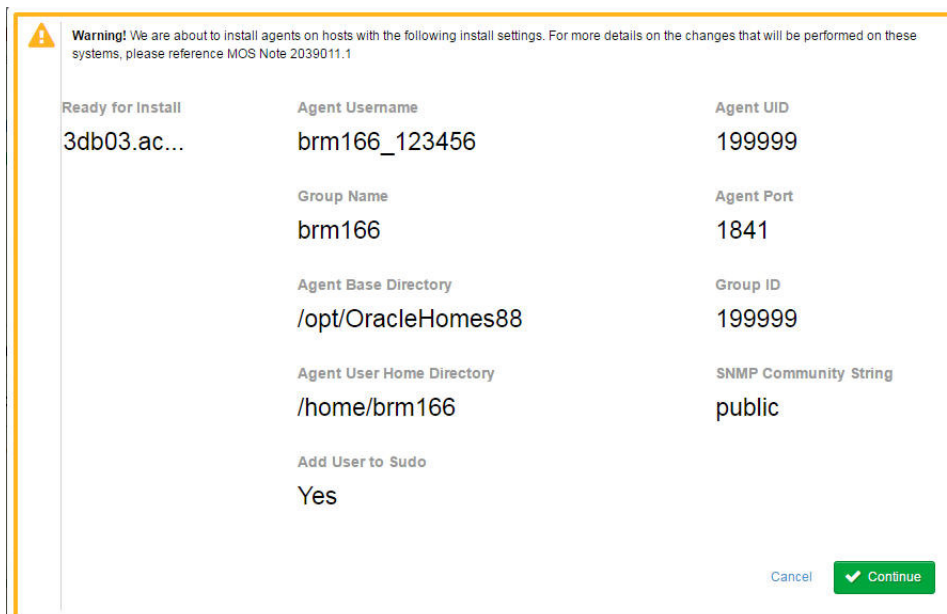 Warning! We are about to install agents on hosts with the following install settings. For more details on the changes that will be performed on these
systems, please reference MOS Note 2039011.1
Ready for Install
3db03.ac...
Agent Username
brm166_123456
Agent UID
199999
Group Name
brm166
Agent Port
1841
Agent Base Directory
/opt/OracleHomes88
Group ID
199999
Agent User Home Directory
/home/brm166
SNMP Community String
public
Add User to Sudo
Yes
Cancel
Continue